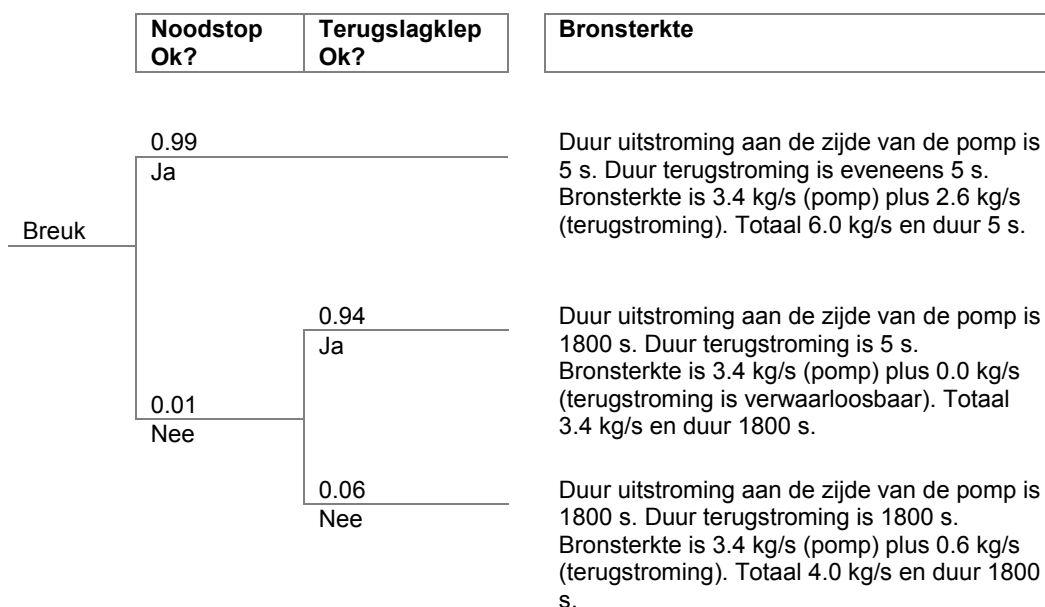 Noodstop
Ok?
Terugslagklep
Ok?
Bronsterkte
Breuk
0.99
Ja
Duur uitstroming aan de zijde van de pomp is
5 s. Duur terugstroming is eveneens 5 s.
Bronsterkte is 3.4 kg/s (pomp) plus 2.6 kg/s
(terugstroming). Totaal 6.0 kg/s en duur 5 s.
0.01
Nee
0.94
Ja
Duur uitstroming aan de zijde van de pomp is
1800 s. Duur terugstroming is 5 s.
Bronsterkte is 3.4 kg/s (pomp) plus 0.0 kg/s
(terugstroming is verwaarloosbaar). Totaal
3.4 kg/s en duur 1800 s.
0.06
Nee
Duur uitstroming aan de zijde van de pomp is
1800 s. Duur terugstroming is 1800 s.
Bronsterkte is 3.4 kg/s (pomp) plus 0.6 kg/s
(terugstroming). Totaal 4.0 kg/s en duur 1800
s.